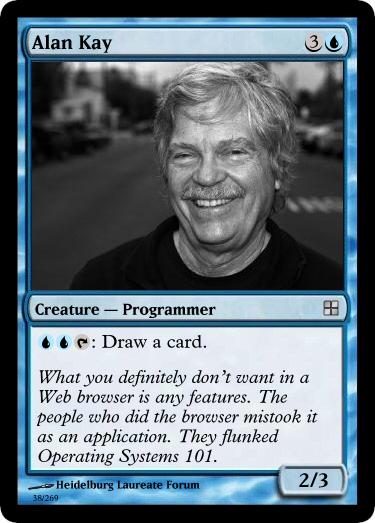 Alan Kay 3
Creature — Programmer
: Draw a card.
What you definitely don't want in a
Web browser is any features. The
people who did the browser mistook it
as an application. They flunked
Operating Systems 101.
2/3
Heidelburg Laureate Forum
38/269